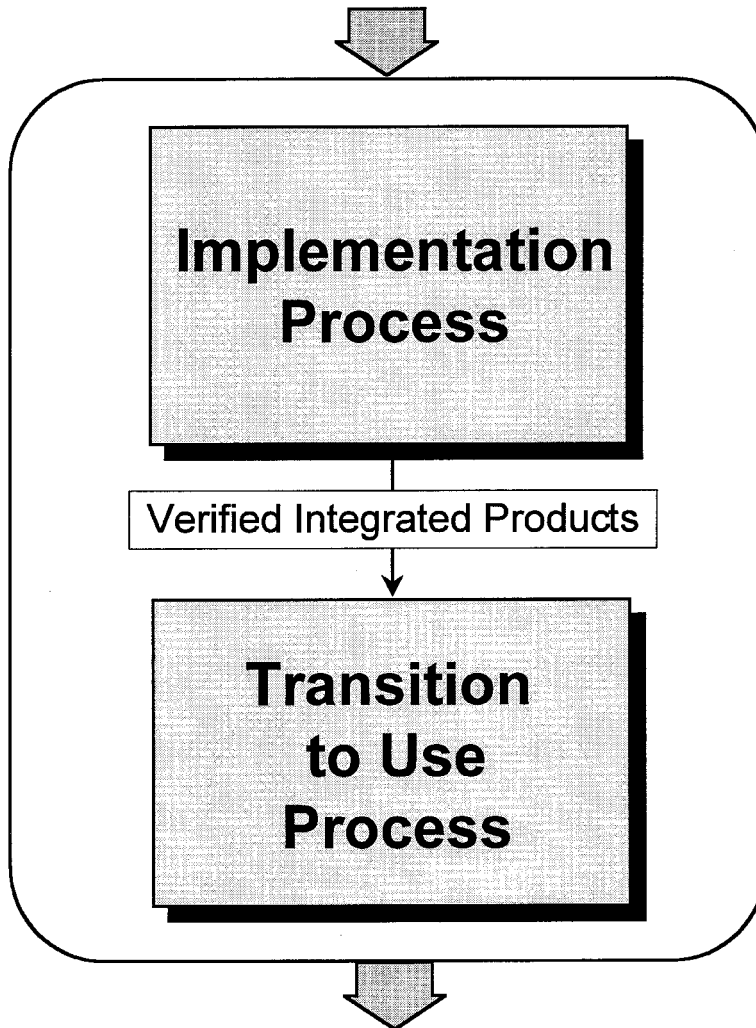 Implementation
Process
Verified Integrated Products
Transition
to Use
Process